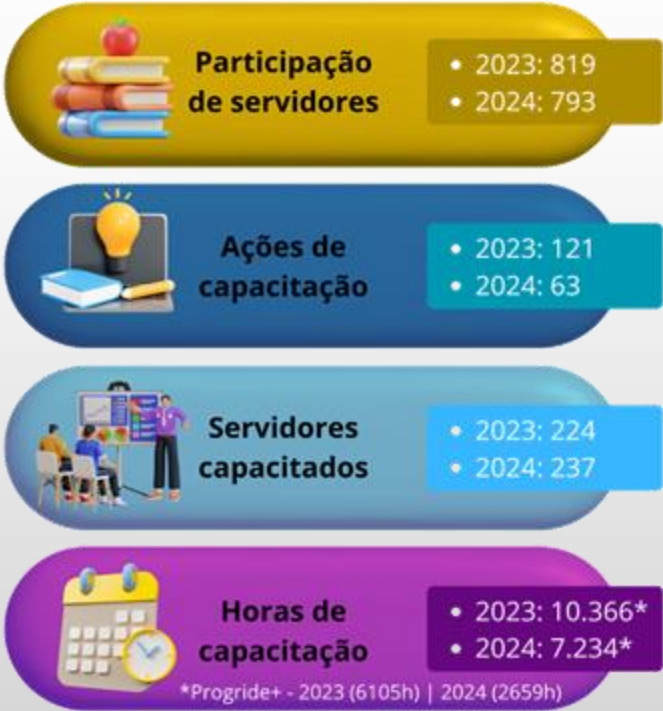 Participação
de servidores
• 2023: 819
• 2024: 793
Ações de
capacitação
• 2023: 121
• 2024: 63
Servidores
capacitados
• 2023: 224
• 2024: 237
Horas de
capacitação
• 2023: 10.366*
• 2024: 7.234*
*Progride+ - 2023 (6105h) | 2024 (2659h)